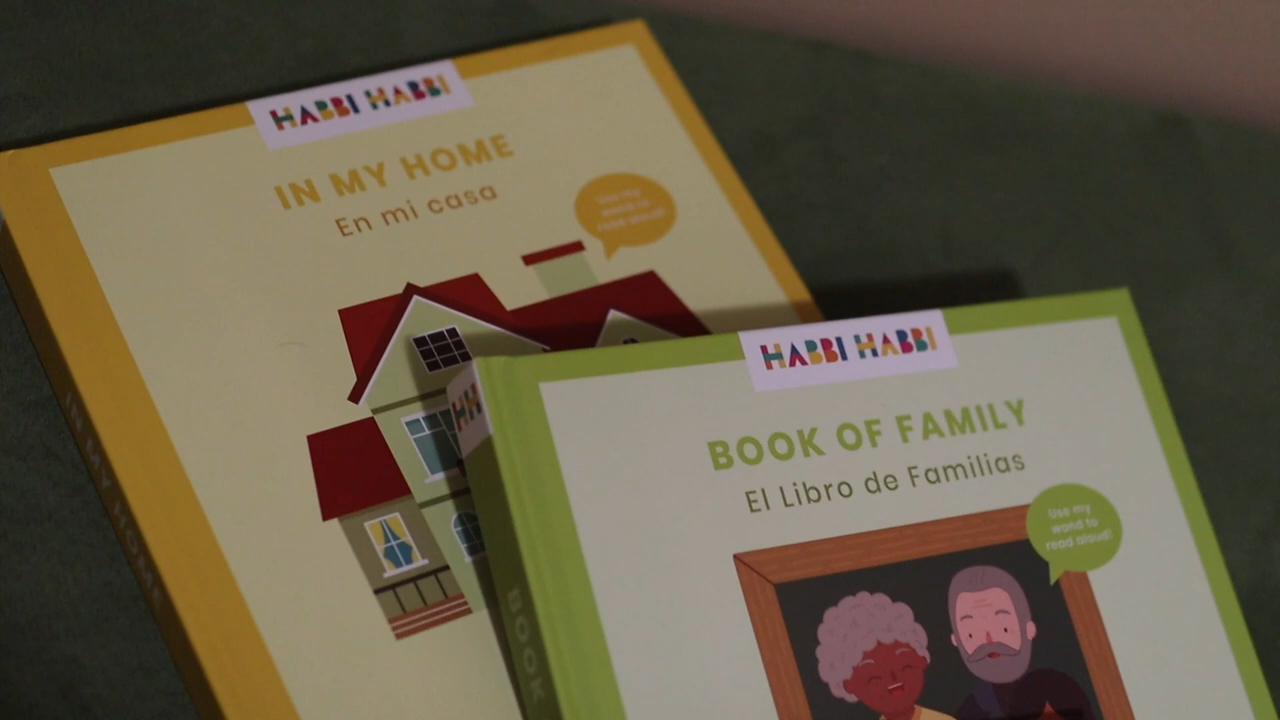 HABBI HABBI
IN MY HOME
En mi casa
Use my
wand to
read aloud!
IN MY HOME
HABBI HABBI
BOOK OF FAMILY
El Libro de Familias
Use my
wand to
read aloud!
HH
BOOK